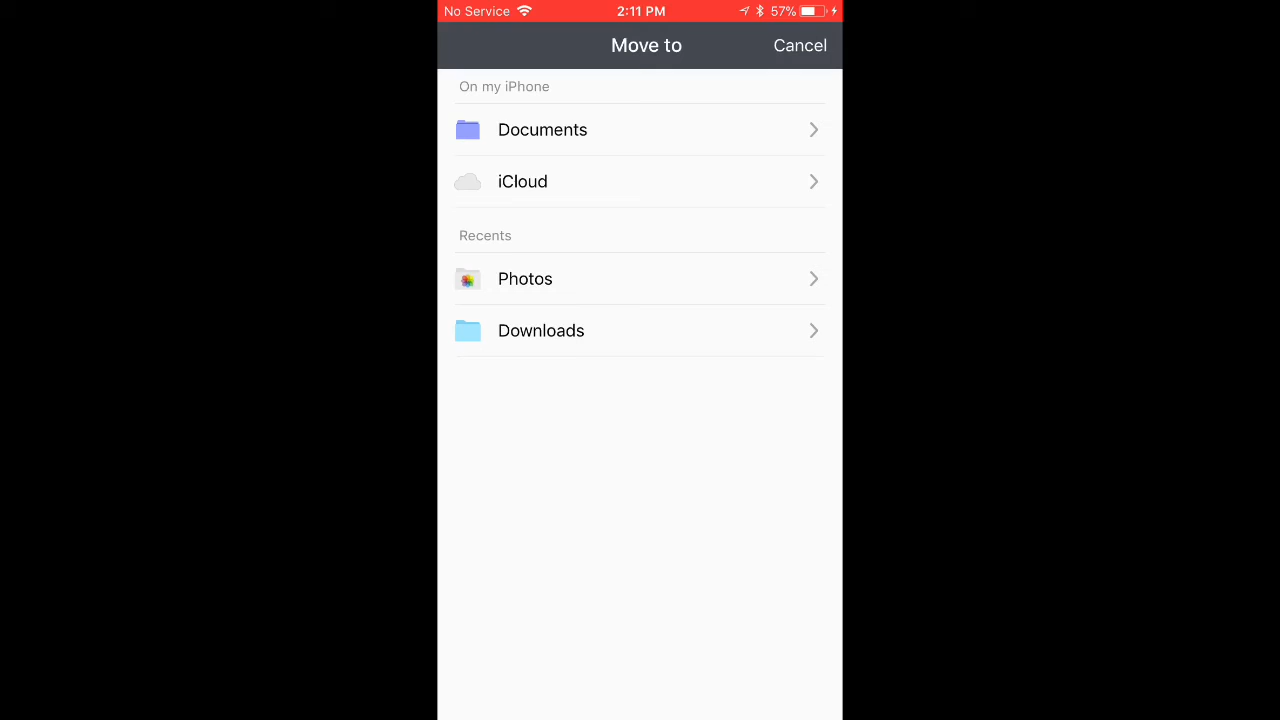 No Service 2:11 PM 57%
Move to Cancel
On my iPhone
Documents
iCloud
Recents
Photos
Downloads